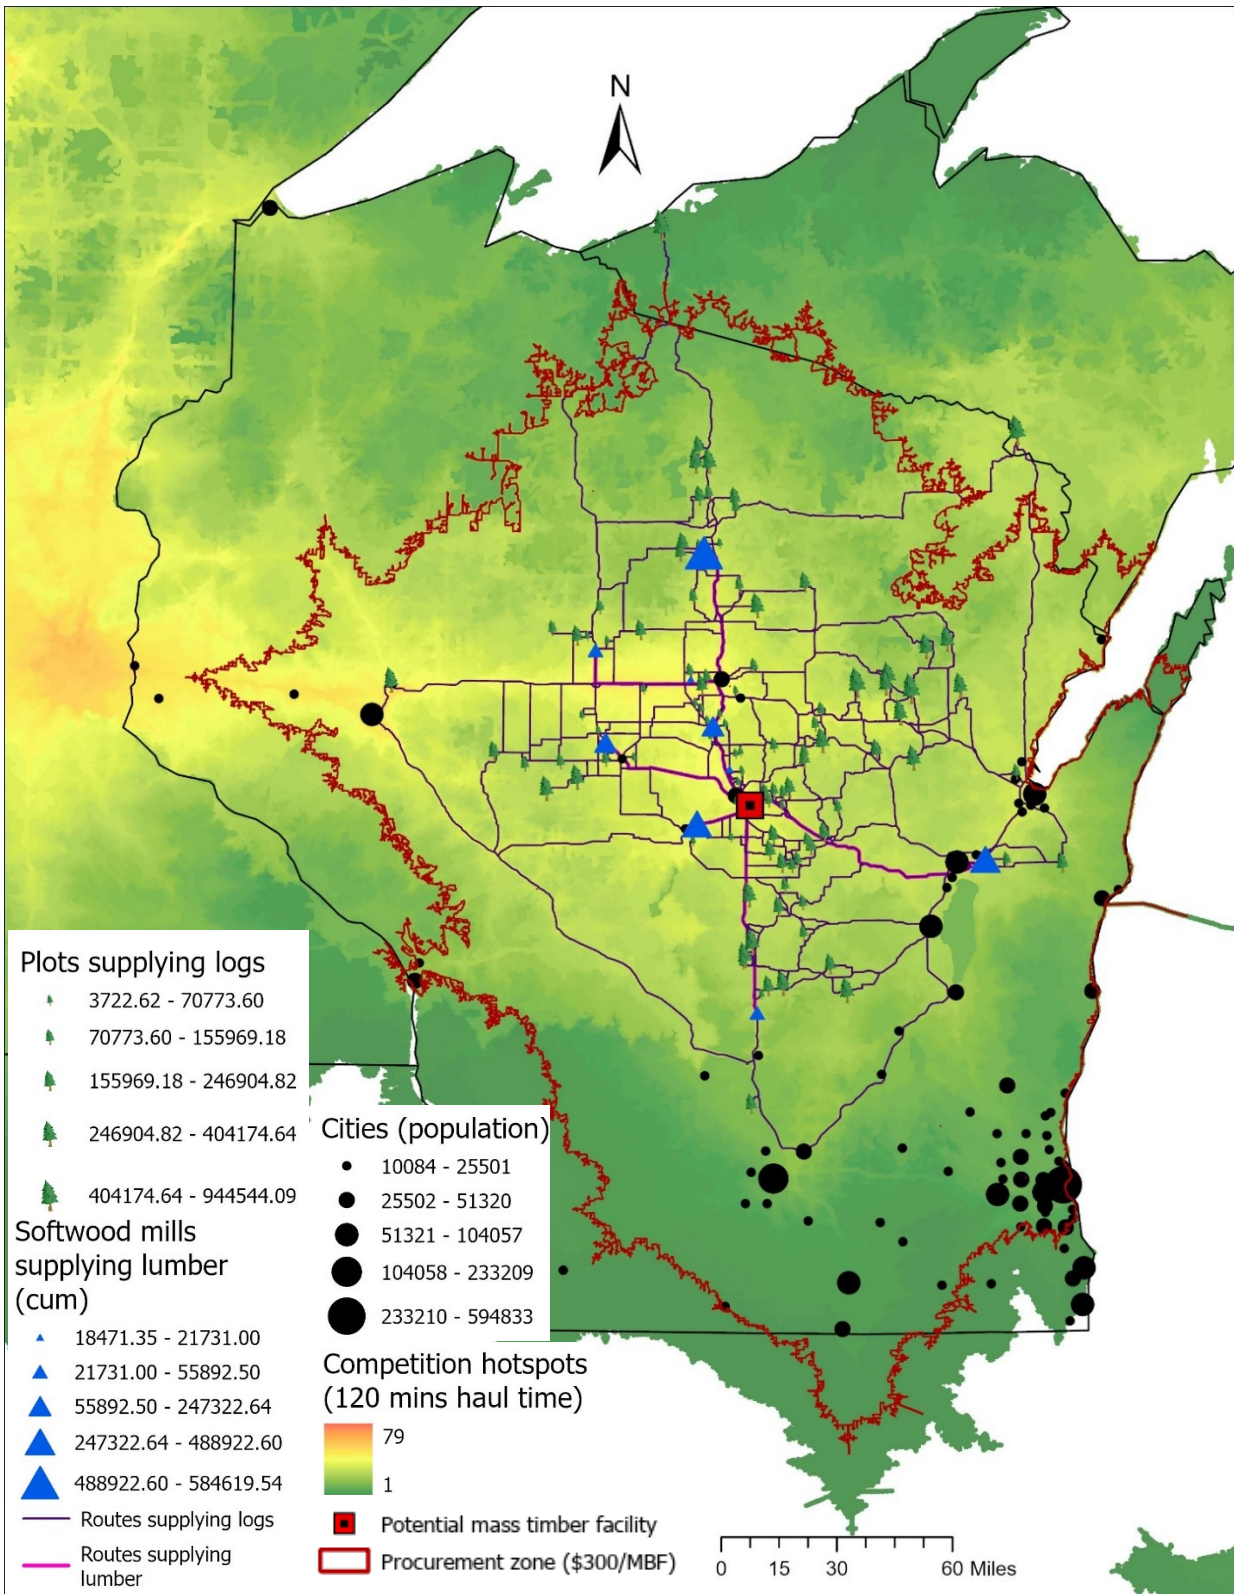 N
Plots supplying logs
3722.62 - 70773.60
70773.60 - 155969.18
155969.18 - 246904.82
246904.82 - 404174.64
404174.64 - 944544.09
Softwood mills
supplying lumber
(cum)
18471.35 - 21731.00
21731.00 - 55892.50
55892.50 - 247322.64
247322.64 - 488922.60
488922.60 - 584619.54
Routes supplying logs
Routes supplying
lumber
Cities (population)
10084 - 25501
25502 - 51320
51321 - 104057
104058 - 233209
233210 - 594833
Competition hotspots
(120 mins haul time)
79
1
Potential mass timber facility
Procurement zone ($300/MBF)
0 15 30 60 Miles